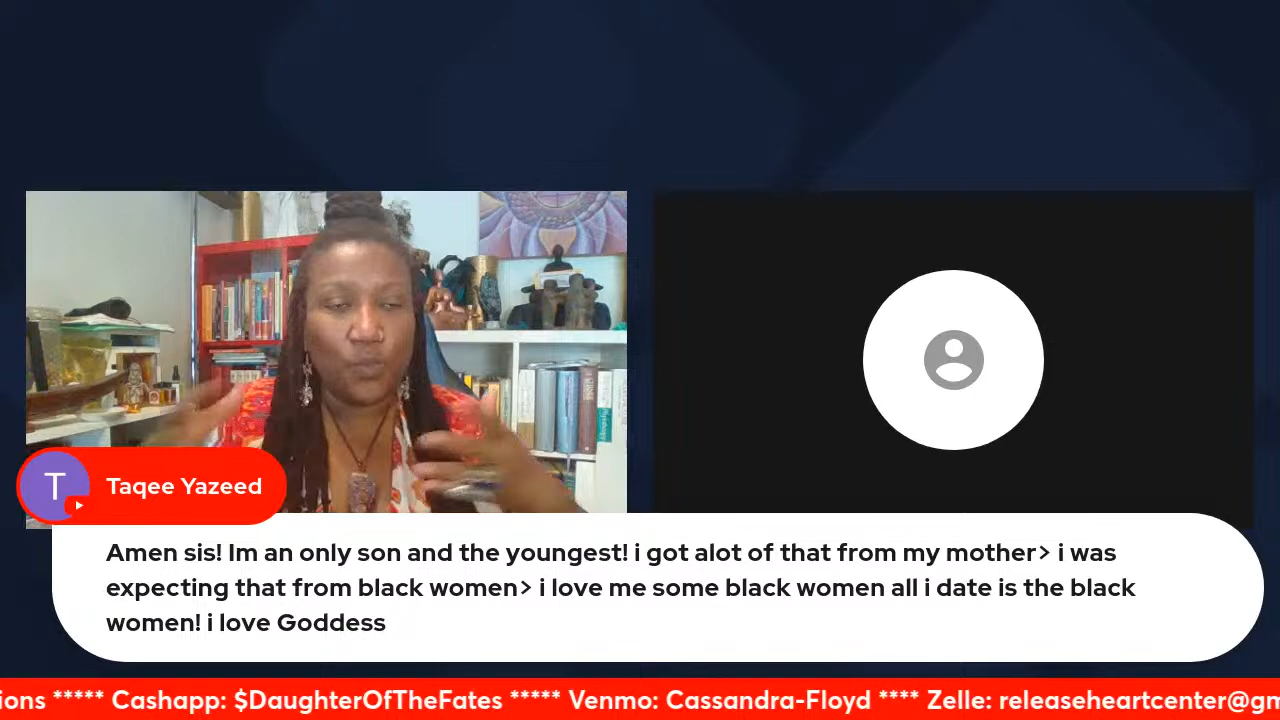 T
Taqee Yazeed
Amen sis! Im an only son and the youngest! i got alot of that from my mother> i was
expecting that from black women> i love me some black women all i date is the black
women! i love Goddess
ions ***** Cashapp: $DaughterOfTheFates ***** Venmo: Cassandra-Floyd **** Zelle: releaseheartcenter@gm